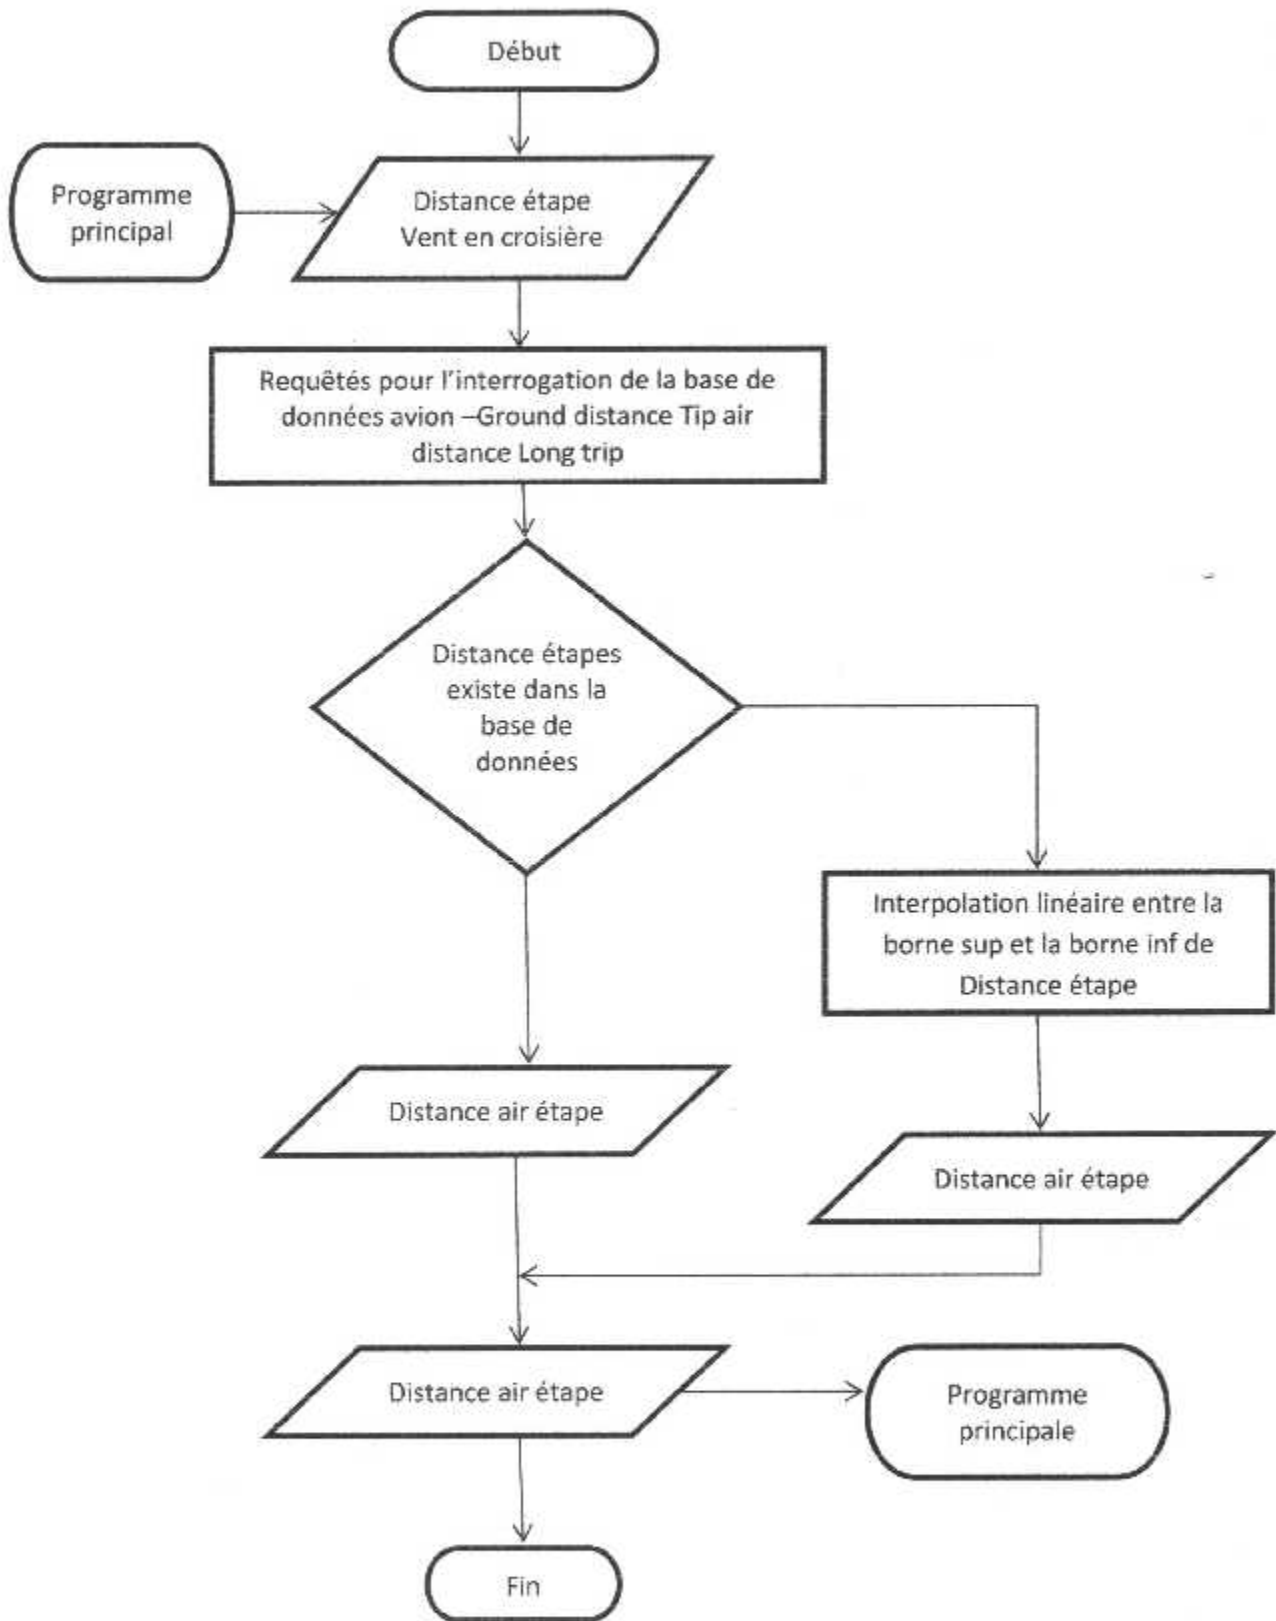 Début
Programme
principal
Distance étape
Vent en croisière
Requêtés pour l'interrogation de la base de
données avion –Ground distance Tip air
distance Long trip
Distance étapes
existe dans la
base de
données
Interpolation linéaire entre la
borne sup et la borne inf de
Distance étape
Distance air étape
Distance air étape
Distance air étape
Programme
principale
Fin